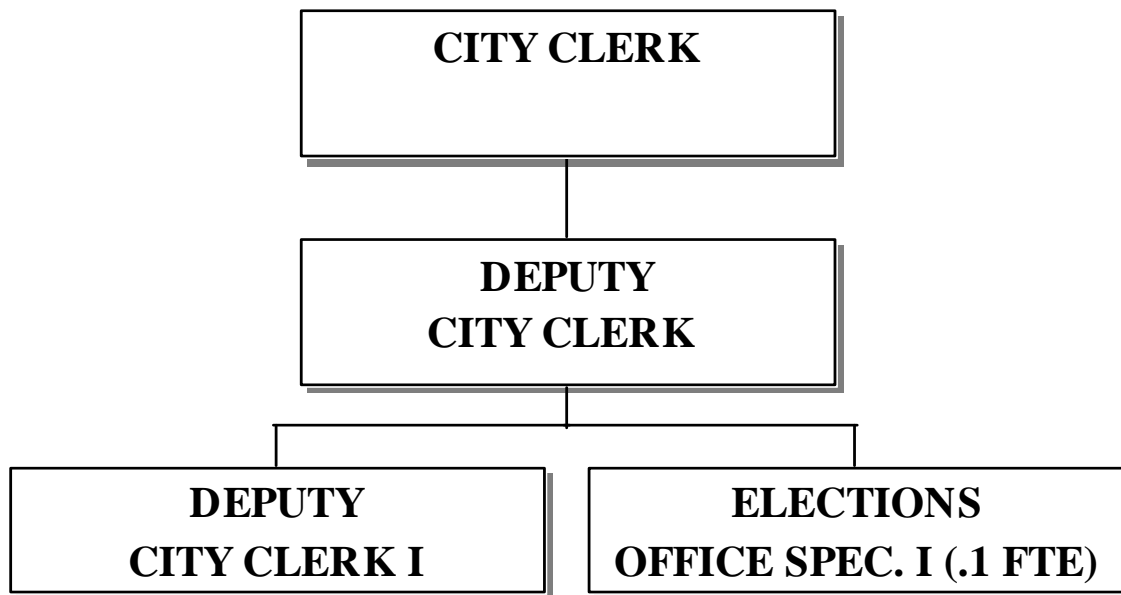 CITY CLERK
DEPUTY
CITY CLERK
DEPUTY
CITY CLERK I
ELECTIONS
OFFICE SPEC. I (.1 FTE)